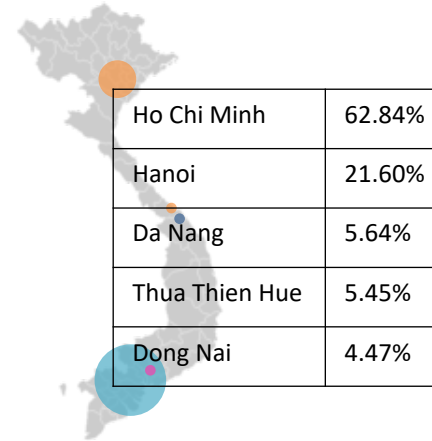 Ho Chi Minh 62.84%
Hanoi 21.60%
Da Nang 5.64%
Thua Thien Hue 5.45%
Dong Nai 4.47%